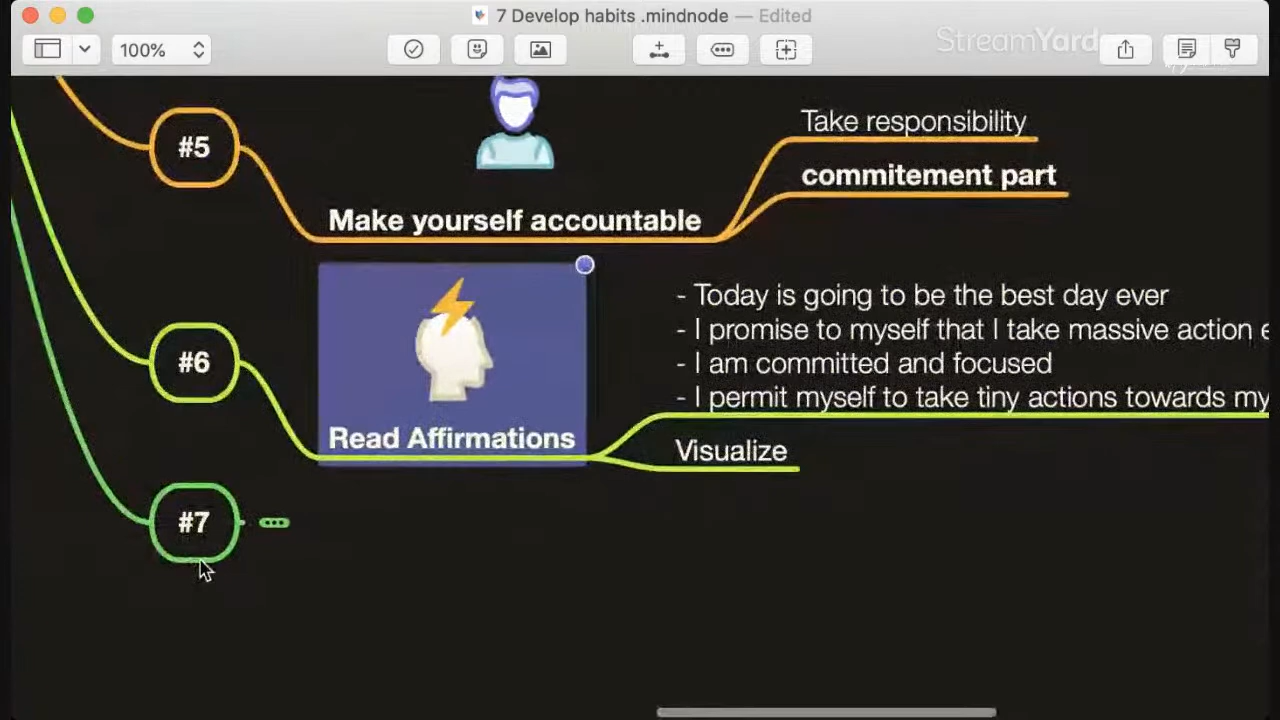 7 Develop habits .mindnode — Edited
100%
StreamYard
#5
Take responsibility
commitement part
Make yourself accountable
#6
- Today is going to be the best day ever
- I promise to myself that I take massive action
- I am committed and focused
- I permit myself to take tiny actions towards my
Read Affirmations
Visualize
#7